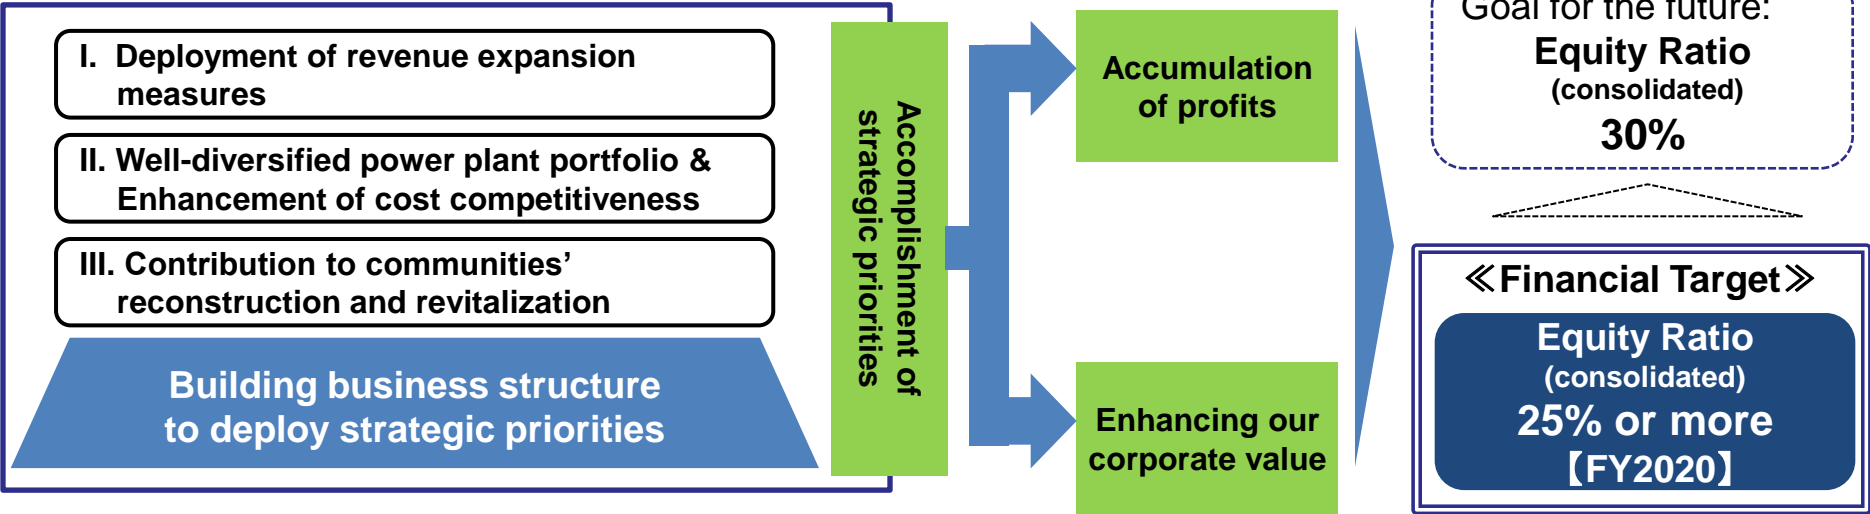 I. Deployment of revenue expansion
measures
II. Well-diversified power plant portfolio &
Enhancement of cost competitiveness
III. Contribution to communities’
reconstruction and revitalization
Building business structure
to deploy strategic priorities
Accomplishment of
strategic priorities
Accumulation
of profits
Enhancing our
corporate value
Goal for the future:
Equity Ratio
(consolidated)
30%
≪Financial Target≫
Equity Ratio
(consolidated)
25% or more
【FY2020】